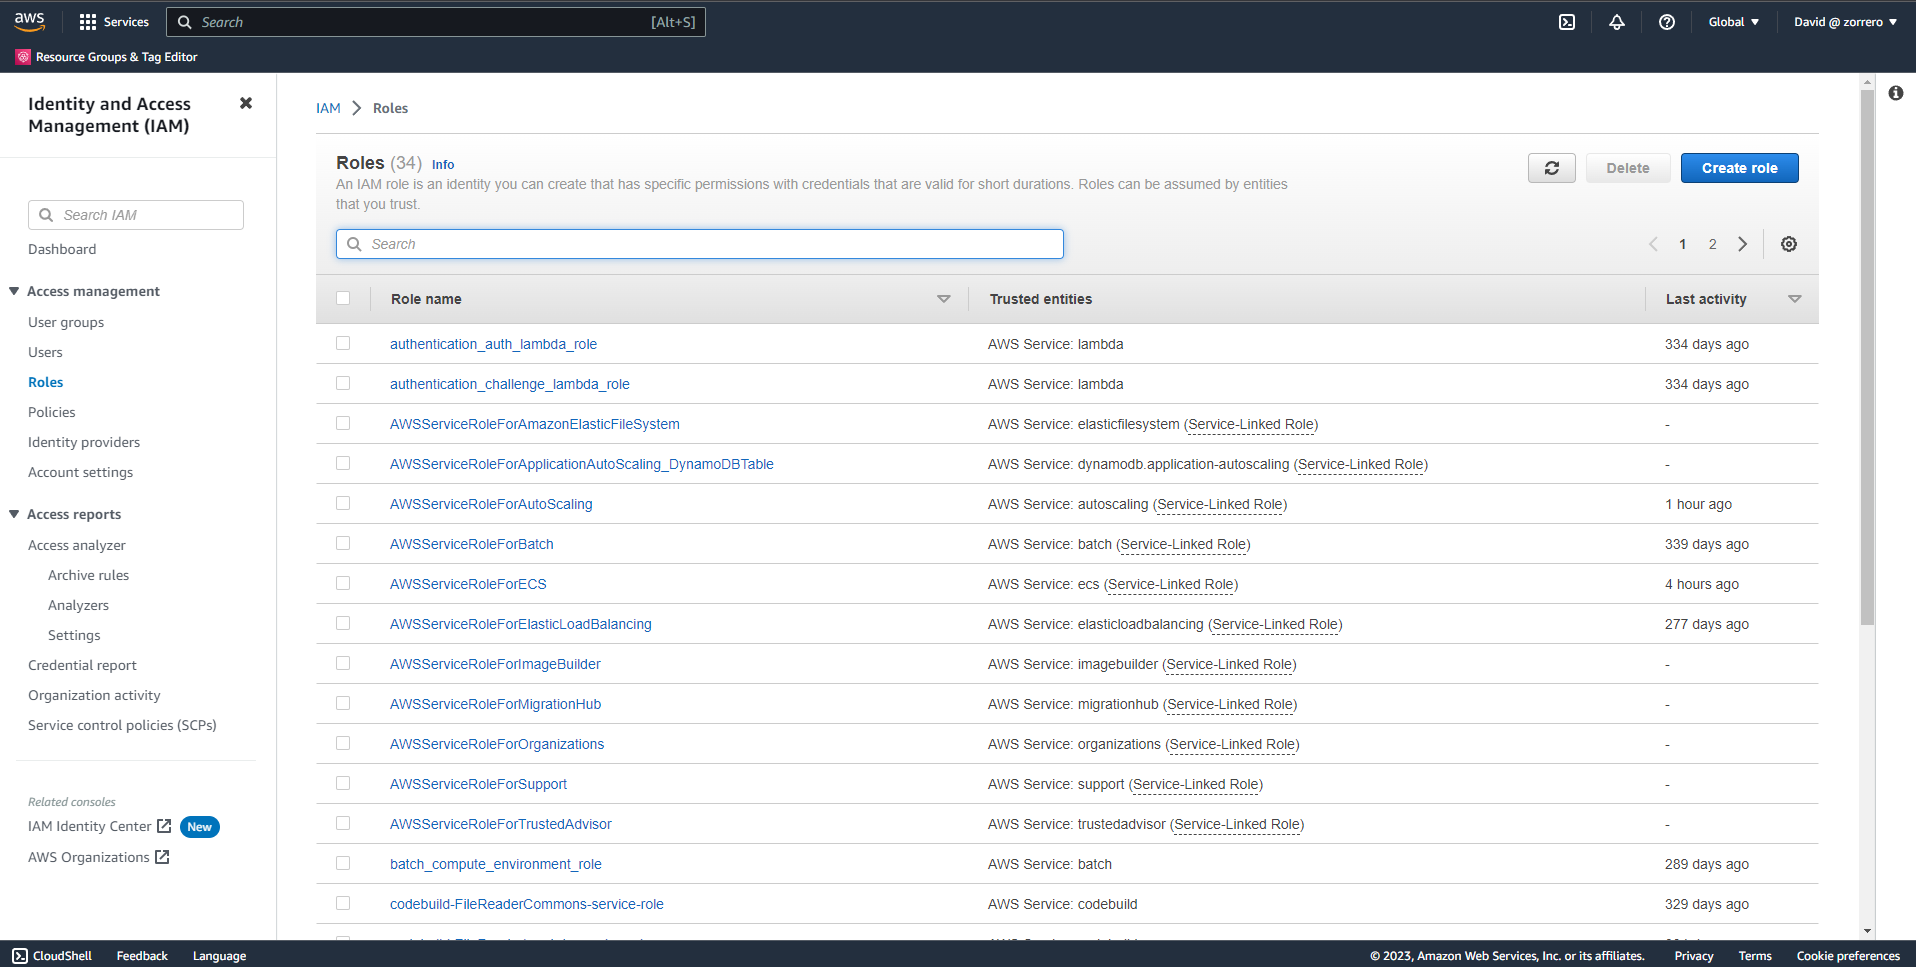 aws
Services
Search
[Alt+S]
Global
David @ zorrero
Resource Groups & Tag Editor
Identity and Access
Management (IAM)
Search IAM
Dashboard
Access management
User groups
Users
Roles
Policies
Identity providers
Account settings
Access reports
Access analyzer
Archive rules
Analyzers
Settings
Credential report
Organization activity
Service control policies (SCPs)
Related consoles
IAM Identity Center New
AWS Organizations
IAM > Roles
Roles (34) Info
An IAM role is an identity you can create that has specific permissions with credentials that are valid for short durations. Roles can be assumed by entities
that you trust.
Delete
Create role
Search
1 2
Role name Trusted entities Last activity
authentication_auth_lambda_role AWS Service: lambda 334 days ago
authentication_challenge_lambda_role AWS Service: lambda 334 days ago
AWSServiceRoleForAmazonElasticFileSystem AWS Service: elasticfilesystem (Service-Linked Role) -
AWSServiceRoleForApplicationAutoScaling_DynamoDBTable AWS Service: dynamodb.application-autoscaling (Service-Linked Role) -
AWSServiceRoleForAutoScaling AWS Service: autoscaling (Service-Linked Role) 1 hour ago
AWSServiceRoleForBatch AWS Service: batch (Service-Linked Role) 339 days ago
AWSServiceRoleForECS AWS Service: ecs (Service-Linked Role) 4 hours ago
AWSServiceRoleForElasticLoadBalancing AWS Service: elasticloadbalancing (Service-Linked Role) 277 days ago
AWSServiceRoleForImageBuilder AWS Service: imagebuilder (Service-Linked Role) -
AWSServiceRoleForMigrationHub AWS Service: migrationhub (Service-Linked Role) -
AWSServiceRoleForOrganizations AWS Service: organizations (Service-Linked Role) -
AWSServiceRoleForSupport AWS Service: support (Service-Linked Role) -
AWSServiceRoleForTrustedAdvisor AWS Service: trustedadvisor (Service-Linked Role) -
batch_compute_environment_role AWS Service: batch 289 days ago
codebuild-FileReaderCommons-service-role AWS Service: codebuild 329 days ago
CloudShell Feedback Language
© 2023, Amazon Web Services, Inc. or its affiliates. Privacy Terms Cookie preferences